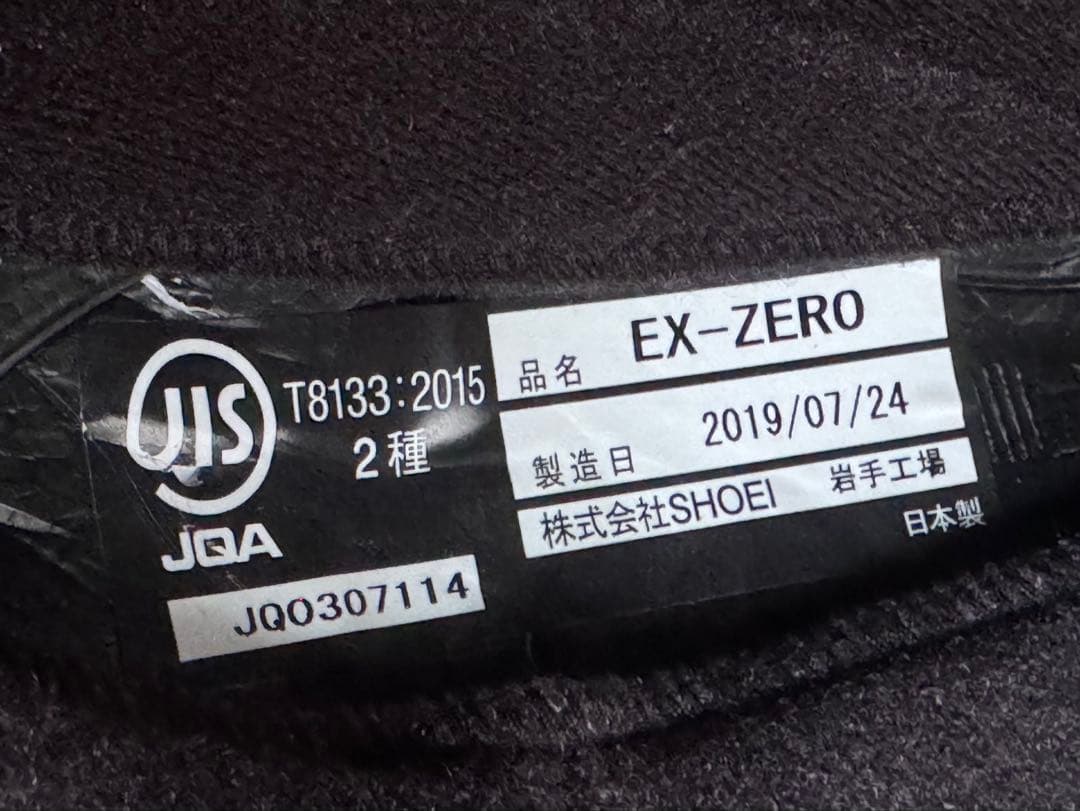 JIS
T8133:2015
2種
JQA
JQ0307114
品名 EX-ZERO
製造日 2019/07/24
株式会社SHOEI 岩手工場
日本製